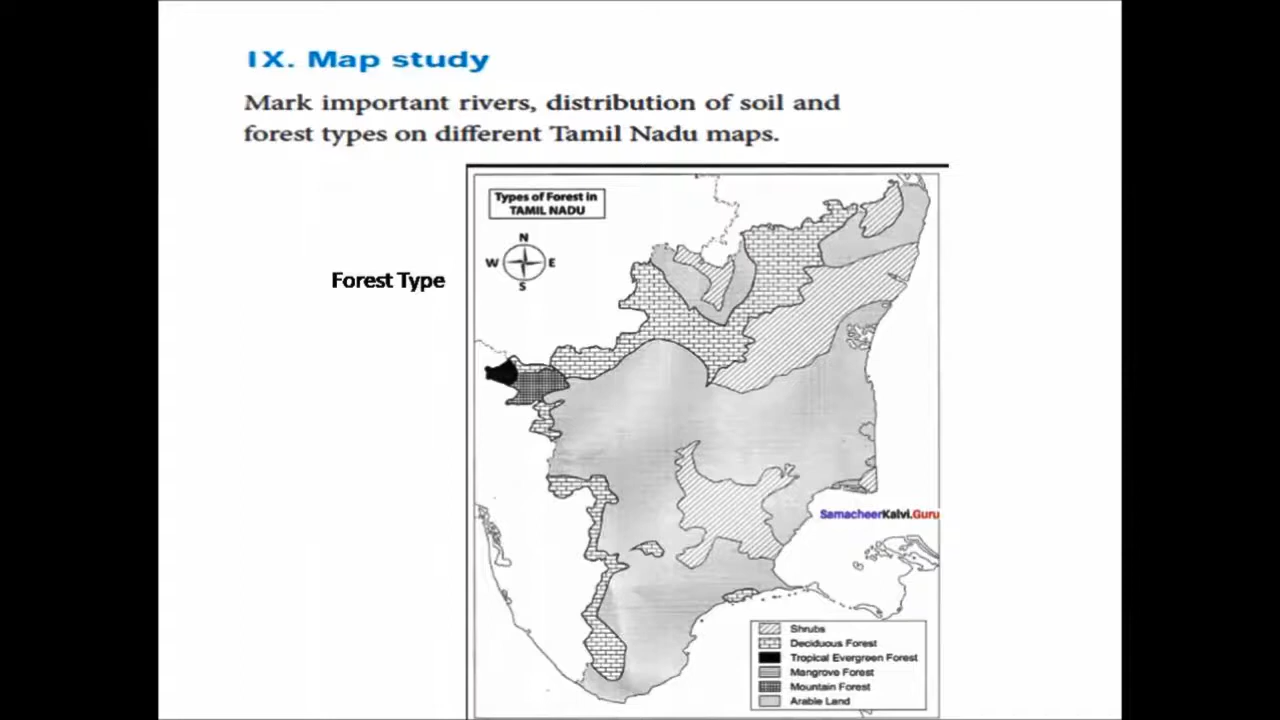 IX. Map study
Mark important rivers, distribution of soil and
forest types on different Tamil Nadu maps.
Types of Forest in
TAMIL NADU
N
W E
S
Forest Type
SamacheerKalvi.Guru
Shrubs
Deciduous Forest
Tropical Evergreen Forest
Mangrove Forest
Mountain Forest
Arable Land